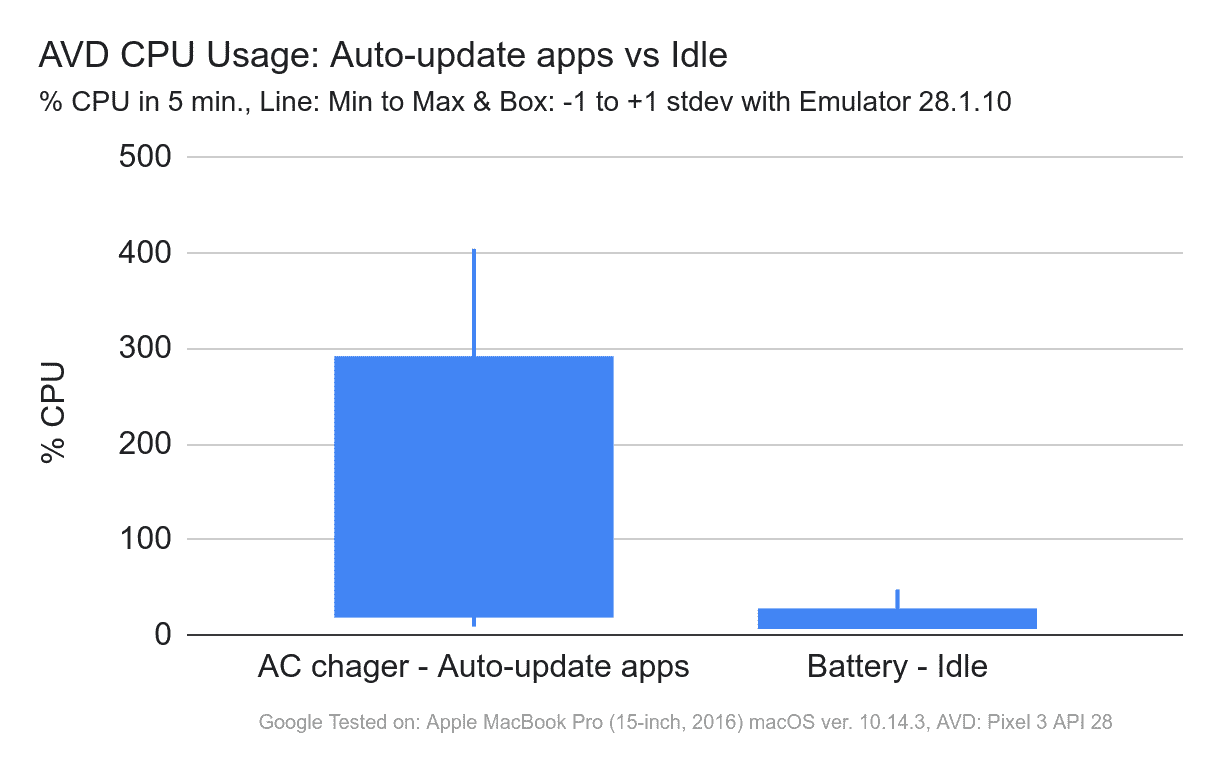 AVD CPU Usage: Auto-update apps vs Idle
% CPU in 5 min., Line: Min to Max & Box: -1 to +1 stdev with Emulator 28.1.10
500
400
300
200
100
0
% CPU
AC chager - Auto-update apps
Battery - Idle
Google Tested on: Apple MacBook Pro (15-inch, 2016) macOS ver. 10.14.3, AVD: Pixel 3 API 28